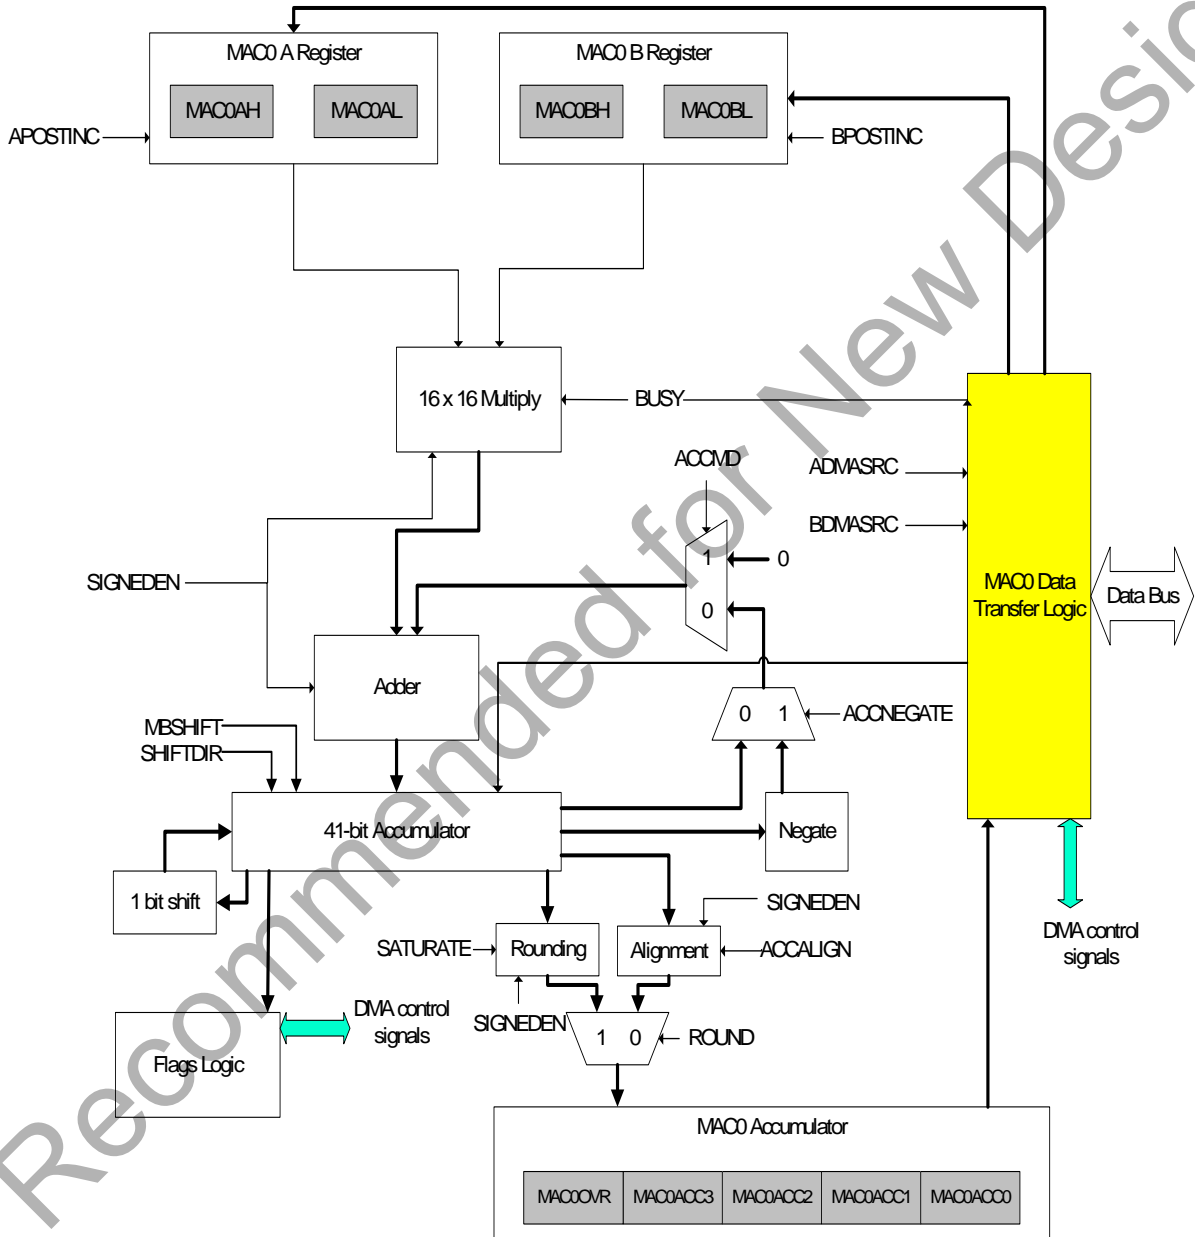 MAC0 A Register
MAC0AH
MAC0AL
APOSTINC
MAC0 B Register
MAC0BH
MAC0BL
BPOSTINC
16 x 16 Multiply
BUSY
ACCMD
ADMASRC
BDMASRC
1
0
0
SIGNEDEN
MAC0 Data
Transfer Logic
Data Bus
Adder
0 1
ACCNEGATE
MBSHIFT
SHIFTDIR
41-bit Accumulator
Negate
1 bit shift
SIGNEDEN
SATURATE
Rounding
Alignment
ACCALIGN
DMA control
signals
SIGNEDEN
1 0
ROUND
DMA control
signals
Flags Logic
MAC0 Accumulator
MAC0OVR
MAC0ACC3
MAC0ACC2
MAC0ACC1
MAC0ACC0
Recommended for New Desig